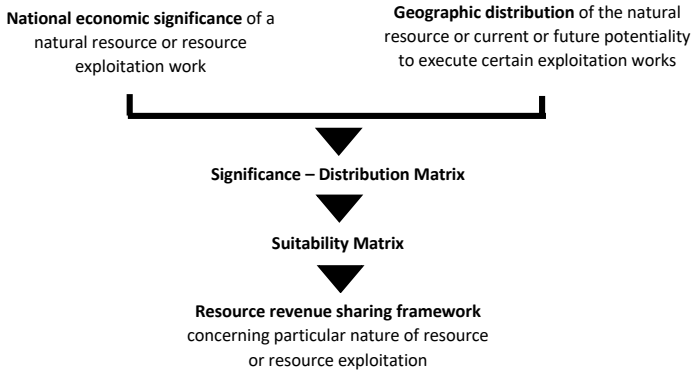 National economic significance of a
natural resource or resource
exploitation work
Geographic distribution of the natural
resource or current or future potentiality
to execute certain exploitation works
Significance – Distribution Matrix
Suitability Matrix
Resource revenue sharing framework
concerning particular nature of resource
or resource exploitation